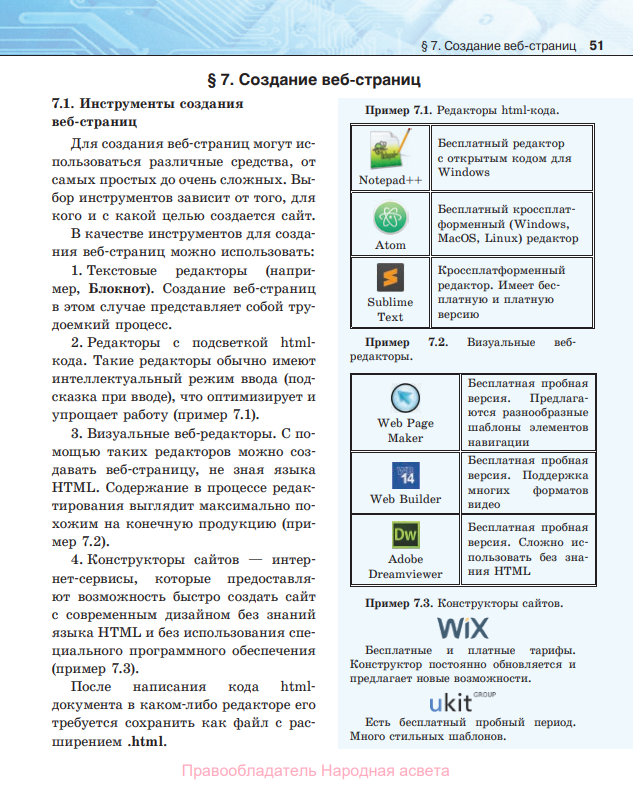 § 7. Создание веб-страниц 51
§ 7. Создание веб-страниц
7.1. Инструменты создания
веб-страниц
Для создания веб-страниц могут ис-
пользоваться различные средства, от
самых простых до очень сложных. Вы-
бор инструментов зависит от того, для
кого и с какой целью создается сайт.
В качестве инструментов для созда-
ния веб-страниц можно использовать:
1. Текстовые редакторы (напри-
мер, Блокнот). Создание веб-страниц
в этом случае представляет собой тру-
доемкий процесс.
2. Редакторы с подсветкой html-
кода. Такие редакторы обычно имеют
интеллектуальный режим ввода (под-
сказка при вводе), что оптимизирует и
упрощает работу (пример 7.1).
3. Визуальные веб-редакторы. С по-
мощью таких редакторов можно соз-
давать веб-страницу, не зная языка
HTML. Содержание в процессе редак-
тирования выглядит максимально по-
хожим на конечную продукцию (при-
мер 7.2).
4. Конструкторы сайтов — интер-
нет-сервисы, которые предоставля-
ют возможность быстро создать сайт
с современным дизайном без знаний
языка HTML и без использования спе-
циального программного обеспечения
(пример 7.3).
После написания кода html-
документа в каком-либо редакторе его
требуется сохранить как файл с рас-
ширением .html.
Пример 7.1. Редакторы html-кода.
Notepad++
Бесплатный редактор
с открытым кодом для
Windows
Atom
Бесплатный кроссплат-
форменный (Windows,
MacOS, Linux) редактор
Sublime
Text
Кроссплатформенный
редактор. Имеет бес-
платную и платную
версию
Пример 7.2. Визуальные веб-
редакторы.
Web Page
Maker
Бесплатная пробная
версия. Предлага-
ются разнообразные
шаблоны элементов
навигации
WEB
14
Web Builder
Бесплатная пробная
версия. Поддержка
многих форматов
видео
Dw
Adobe
Dreamviewer
Бесплатная пробная
версия. Сложно ис-
пользовать без зна-
ния HTML
Пример 7.3. Конструкторы сайтов.
WiX
Бесплатные и платные тарифы.
Конструктор постоянно обновляется и
предлагает новые возможности.
ukit GROUP
Есть бесплатный пробный период.
Много стильных шаблонов.
Правообладатель Народная асвета